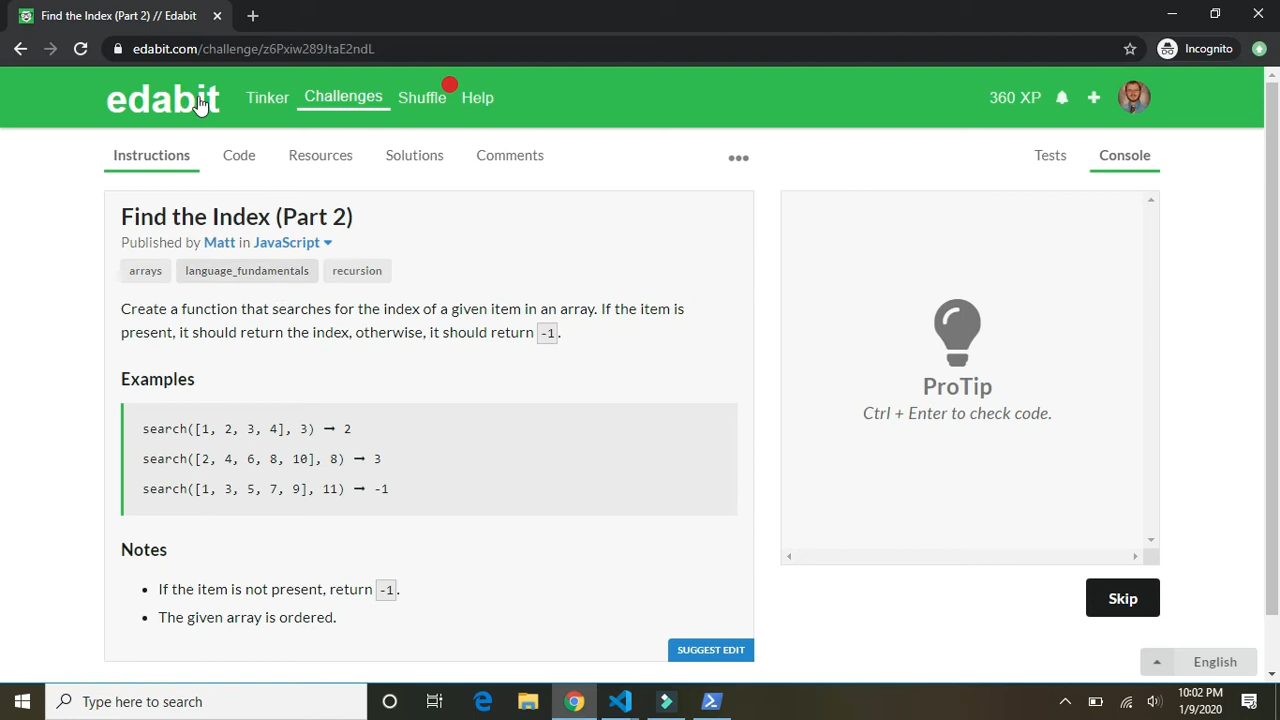 Find the Index (Part 2) // Edabit
edabit.com/challenge/z6Pxiw289JtaE2ndL
Incognito
edabit
Tinker
Challenges
Shuffle
Help
360 XP
Instructions
Code
Resources
Solutions
Comments
•••
Tests
Console
Find the Index (Part 2)
Published by Matt in JavaScript
arrays
language_fundamentals
recursion
Create a function that searches for the index of a given item in an array. If the item is
present, it should return the index, otherwise, it should return -1.
Examples
search([1, 2, 3, 4], 3) ➞ 2
search([2, 4, 6, 8, 10], 8) ➞ 3
search([1, 3, 5, 7, 9], 11) ➞ -1
Notes
• If the item is not present, return -1.
• The given array is ordered.
SUGGEST EDIT
ProTip
Ctrl + Enter to check code.
Skip
English
Type here to search
10:02 PM
1/9/2020